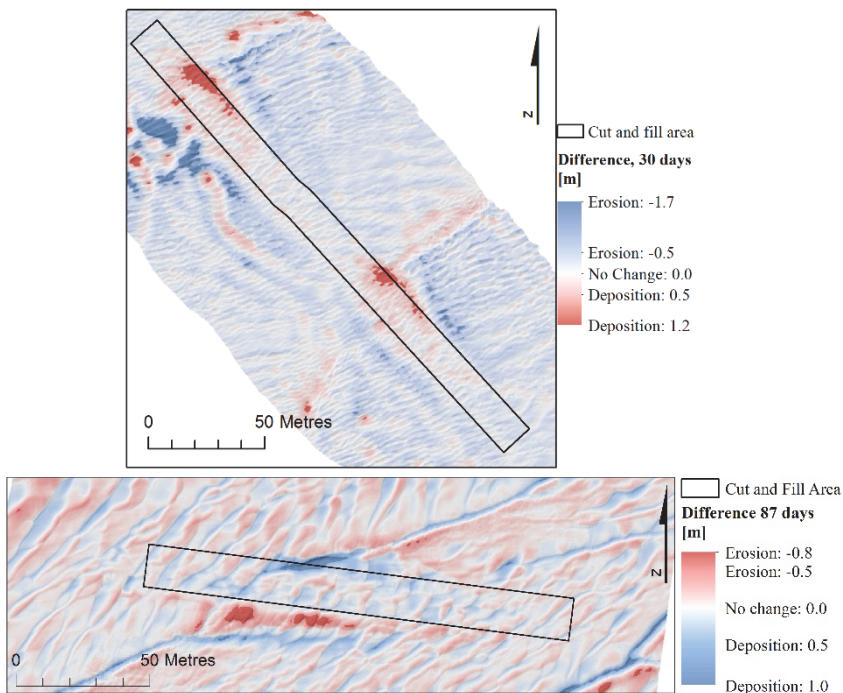 N
Cut and fill area
Difference, 30 days
[m]
Erosion: -1.7
Erosion: -0.5
No Change: 0.0
Deposition: 0.5
Deposition: 1.2
0 50 Metres
N
Cut and Fill Area
Difference 87 days
[m]
Erosion: -0.8
Erosion: -0.5
No change: 0.0
Deposition: 0.5
Deposition: 1.0
0 50 Metres